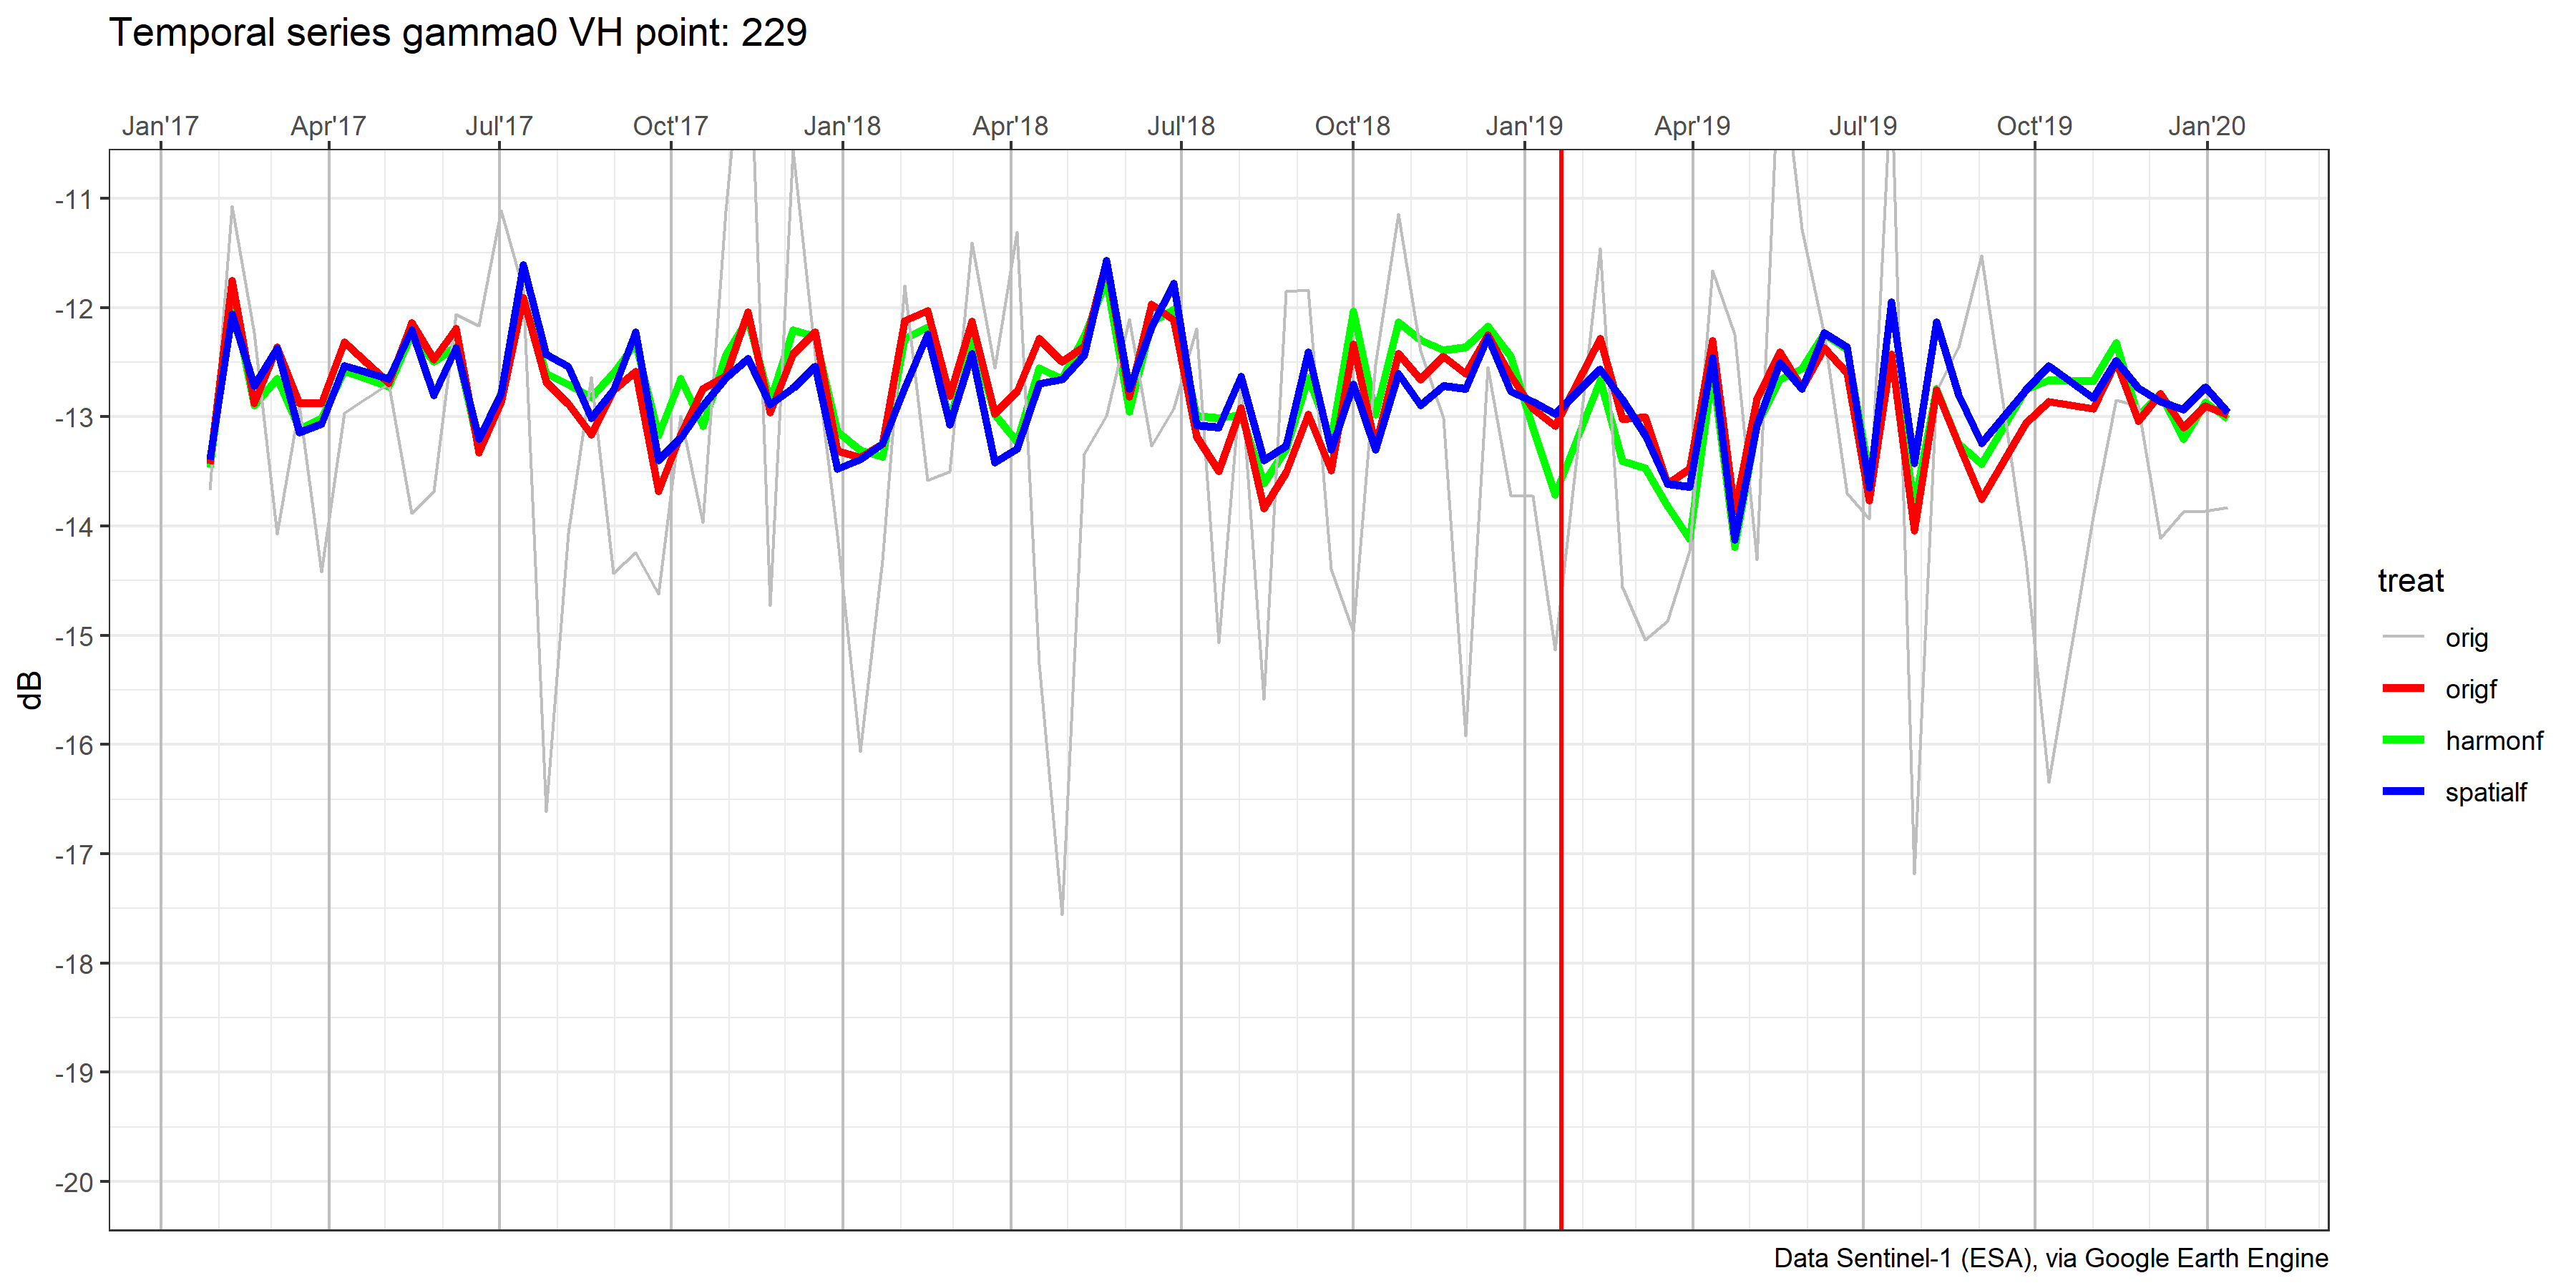 Temporal series gamma0 VH point: 229
Jan'17 Apr'17 Jul'17 Oct'17 Jan'18 Apr'18 Jul'18 Oct'18 Jan'19 Apr'19 Jul'19 Oct'19 Jan'20
-11
-12
-13
-14
-15
-16
-17
-18
-19
-20
dB
treat
orig
origf
harmonf
spatialf
Data Sentinel-1 (ESA), via Google Earth Engine